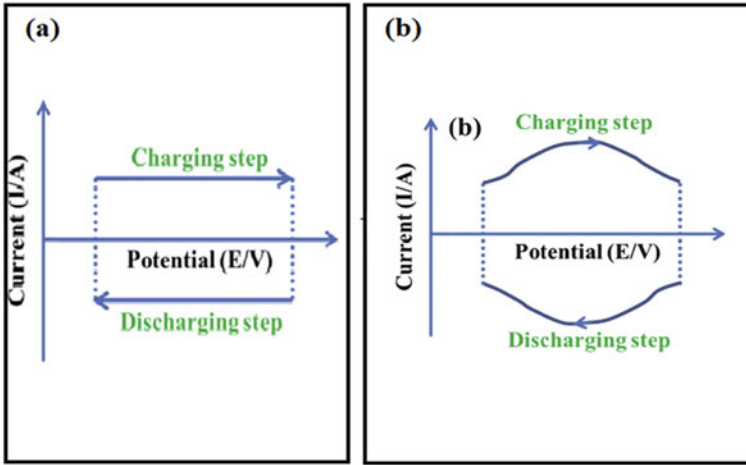 (a)
Charging step
Current (I/A)
Potential (E/V)
Discharging step
(b)
(b)
Charging step
Current (I/A)
Potential (E/V)
Discharging step